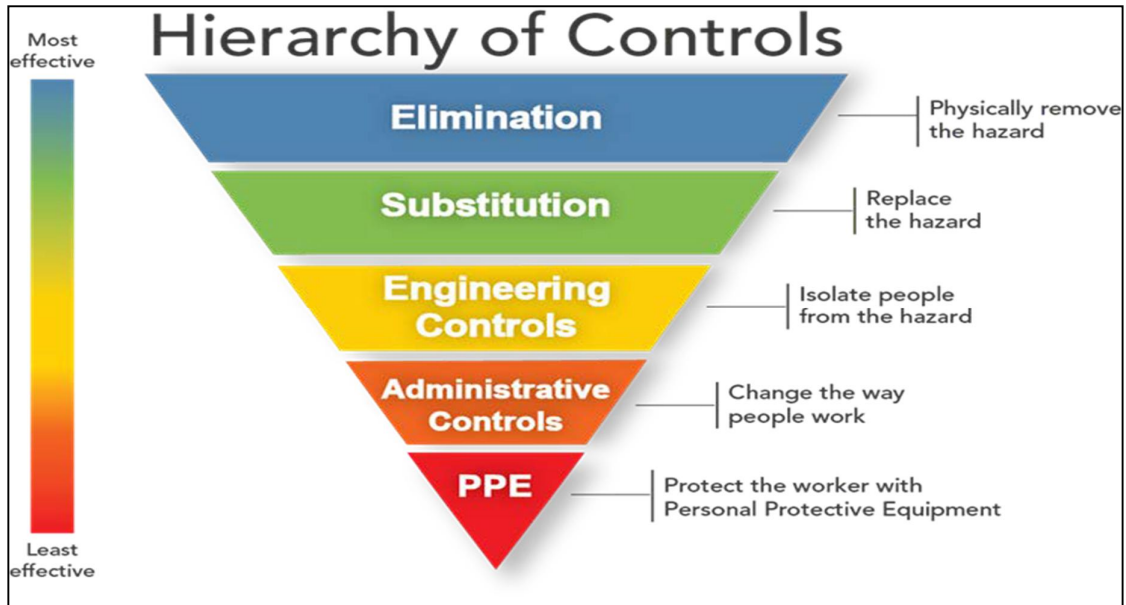 Hierarchy of Controls
Most
effective
Elimination
Physically remove
the hazard
Substitution
Replace
the hazard
Engineering
Controls
Isolate people
from the hazard
Administrative
Controls
Change the way
people work
PPE
Protect the worker with
Personal Protective Equipment
Least
effective